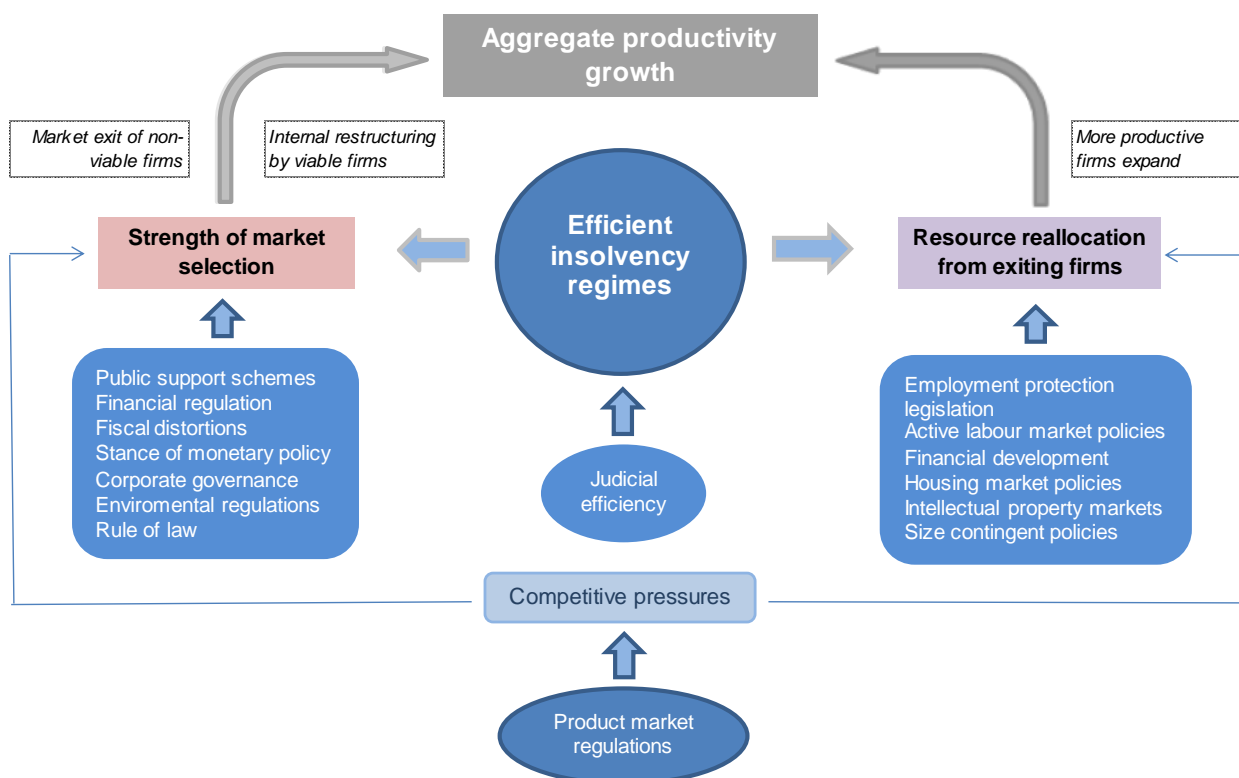 Aggregate productivity
growth
Market exit of non-
viable firms
Internal restructuring
by viable firms
More productive
firms expand
Efficient
insolvency
regimes
Strength of market
selection
Resource reallocation
from exiting firms
Public support schemes
Financial regulation
Fiscal distortions
Stance of monetary policy
Corporate governance
Enviromental regulations
Rule of law
Judicial
efficiency
Employment protection
legislation
Active labour market policies
Financial development
Housing market policies
Intellectual property markets
Size contingent policies
Competitive pressures
Product market
regulations